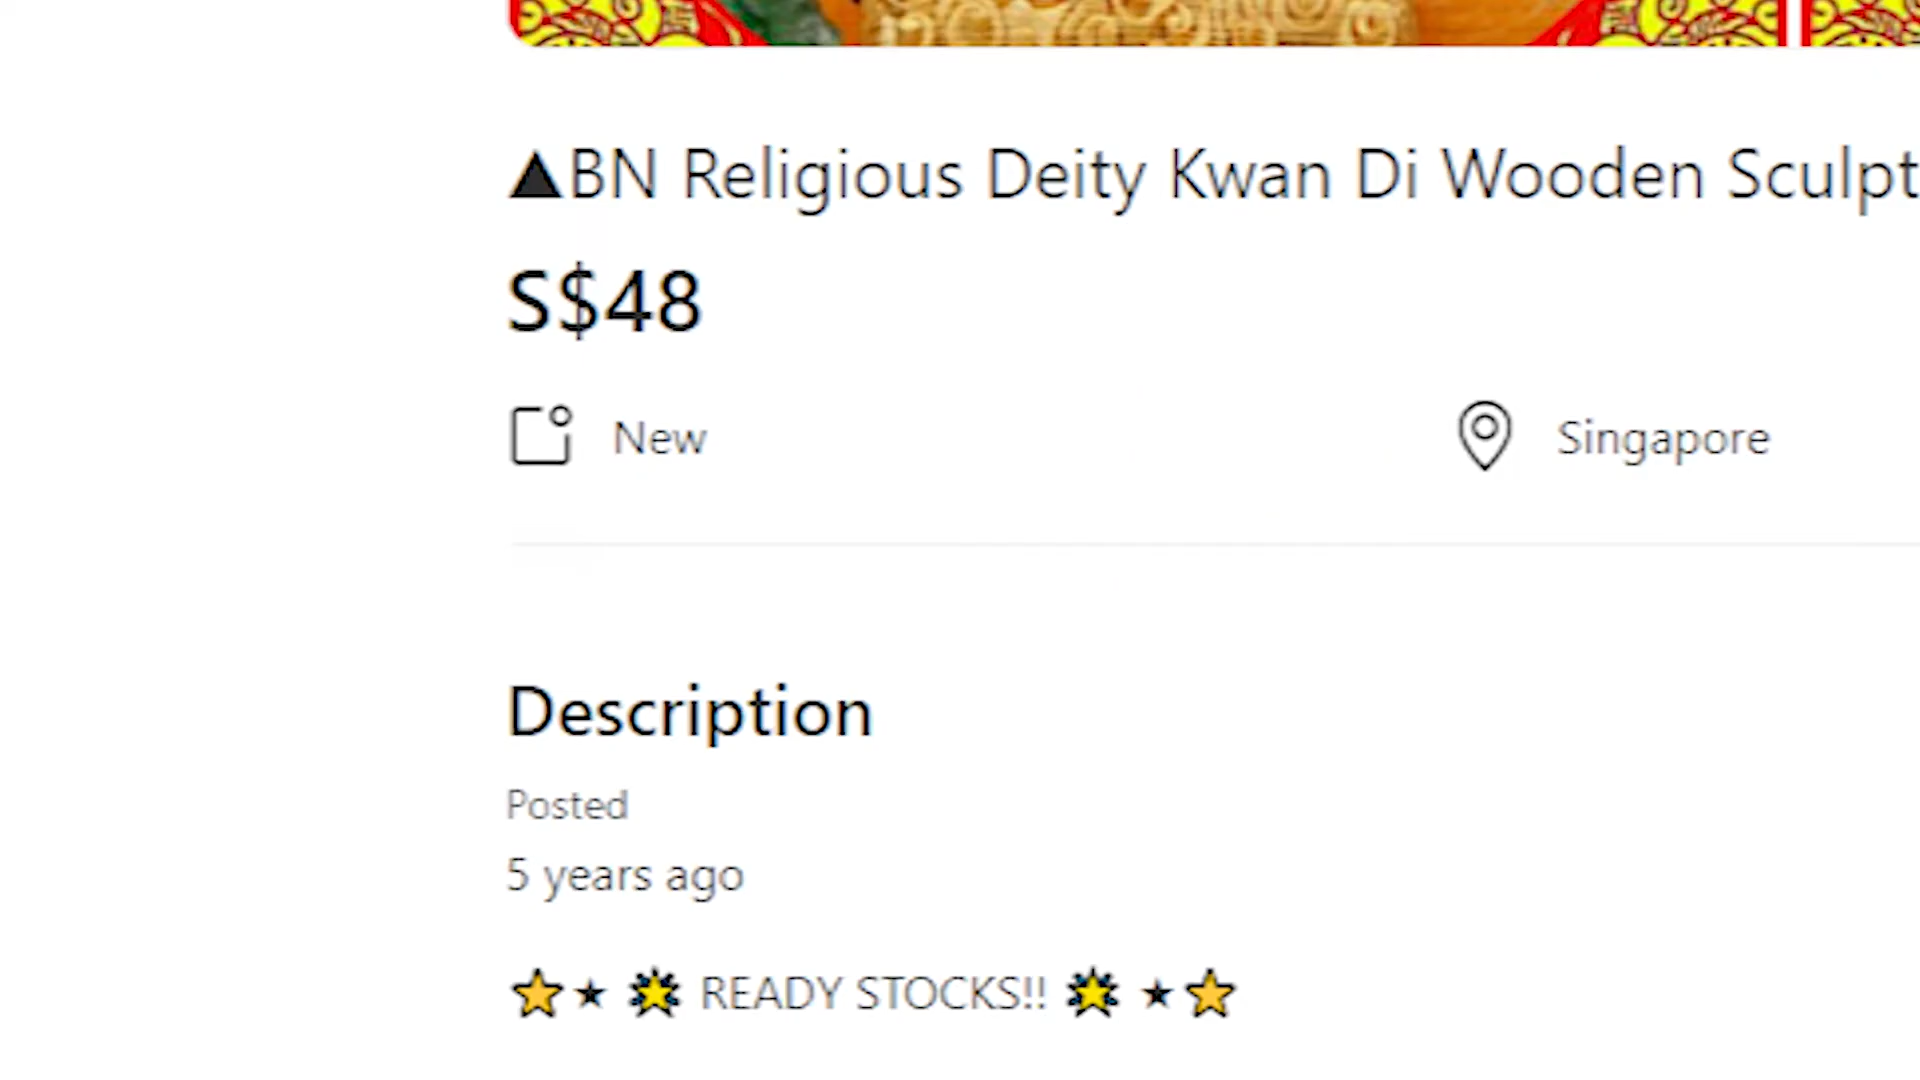 ▲BN Religious Deity Kwan Di Wooden Sculpt
S$48
New
Singapore
Description
Posted
5 years ago
⭐★ 🌟 READY STOCKS!! 🌟 ★⭐